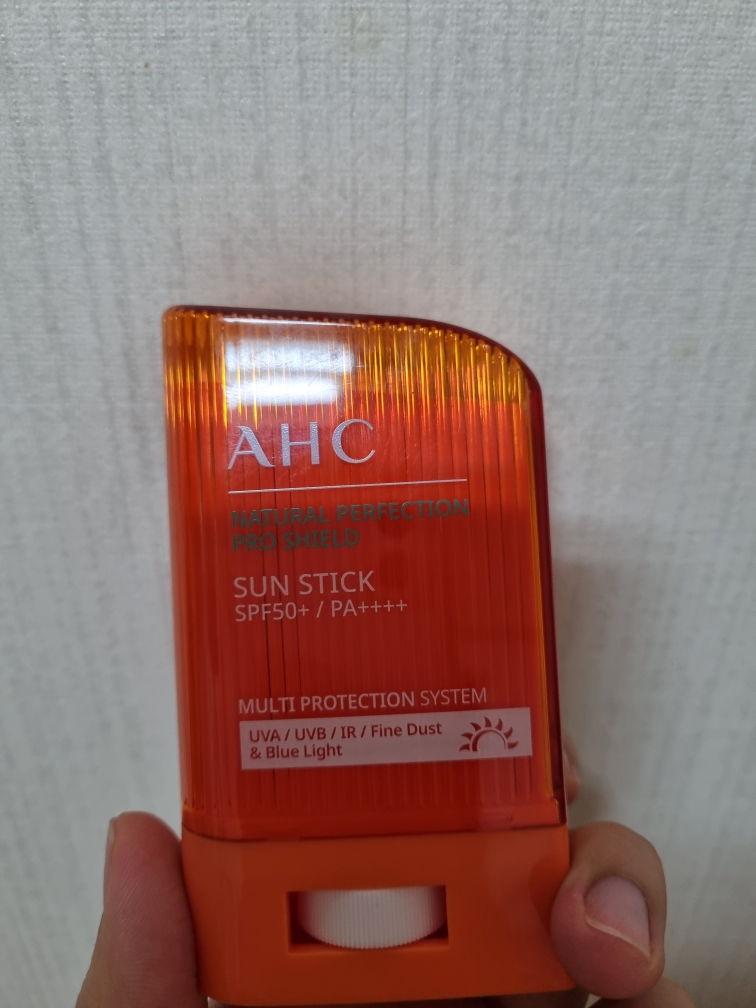 AHC
NATURAL PERFECTION
PRO SHIELD
SUN STICK
SPF50+ / PA++++
MULTI PROTECTION SYSTEM
UVA / UVB / IR / Fine Dust
& Blue Light